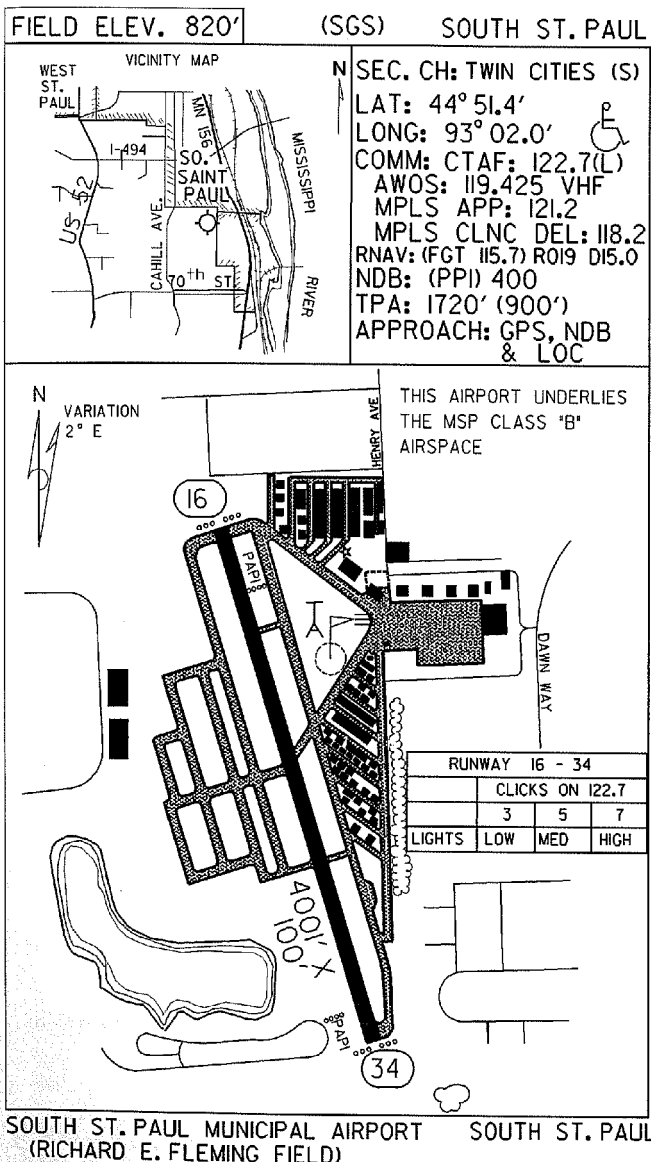 FIELD ELEV. 820' (SGS) SOUTH ST. PAUL
VICINITY MAP
WEST
ST.
PAUL
N
MN 156
I-494
SO.
SAINT
PAUL
MISSISSIPPI
RIVER
US 52
CAHILL AVE.
70th ST
SEC. CH: TWIN CITIES (S)
LAT: 44° 51.4'
LONG: 93° 02.0'
COMM: CTAF: 122.7(L)
AWOS: 119.425 VHF
MPLS APP: 121.2
MPLS CLNC DEL: 118.2
RNAV: (FGT 115.7) R019 D15.0
NDB: (PPI) 400
TPA: 1720' (900')
APPROACH: GPS, NDB
& LOC
N
VARIATION
2° E
HENRY AVE
THIS AIRPORT UNDERLIES
THE MSP CLASS "B"
AIRSPACE
16
PAPI
DAWN WAY
RUNWAY 16 - 34
CLICKS ON 122.7
3 5 7
LIGHTS LOW MED HIGH
4001' X
100'
PAPI
34
SOUTH ST. PAUL MUNICIPAL AIRPORT SOUTH ST. PAUL
(RICHARD E. FLEMING FIELD)